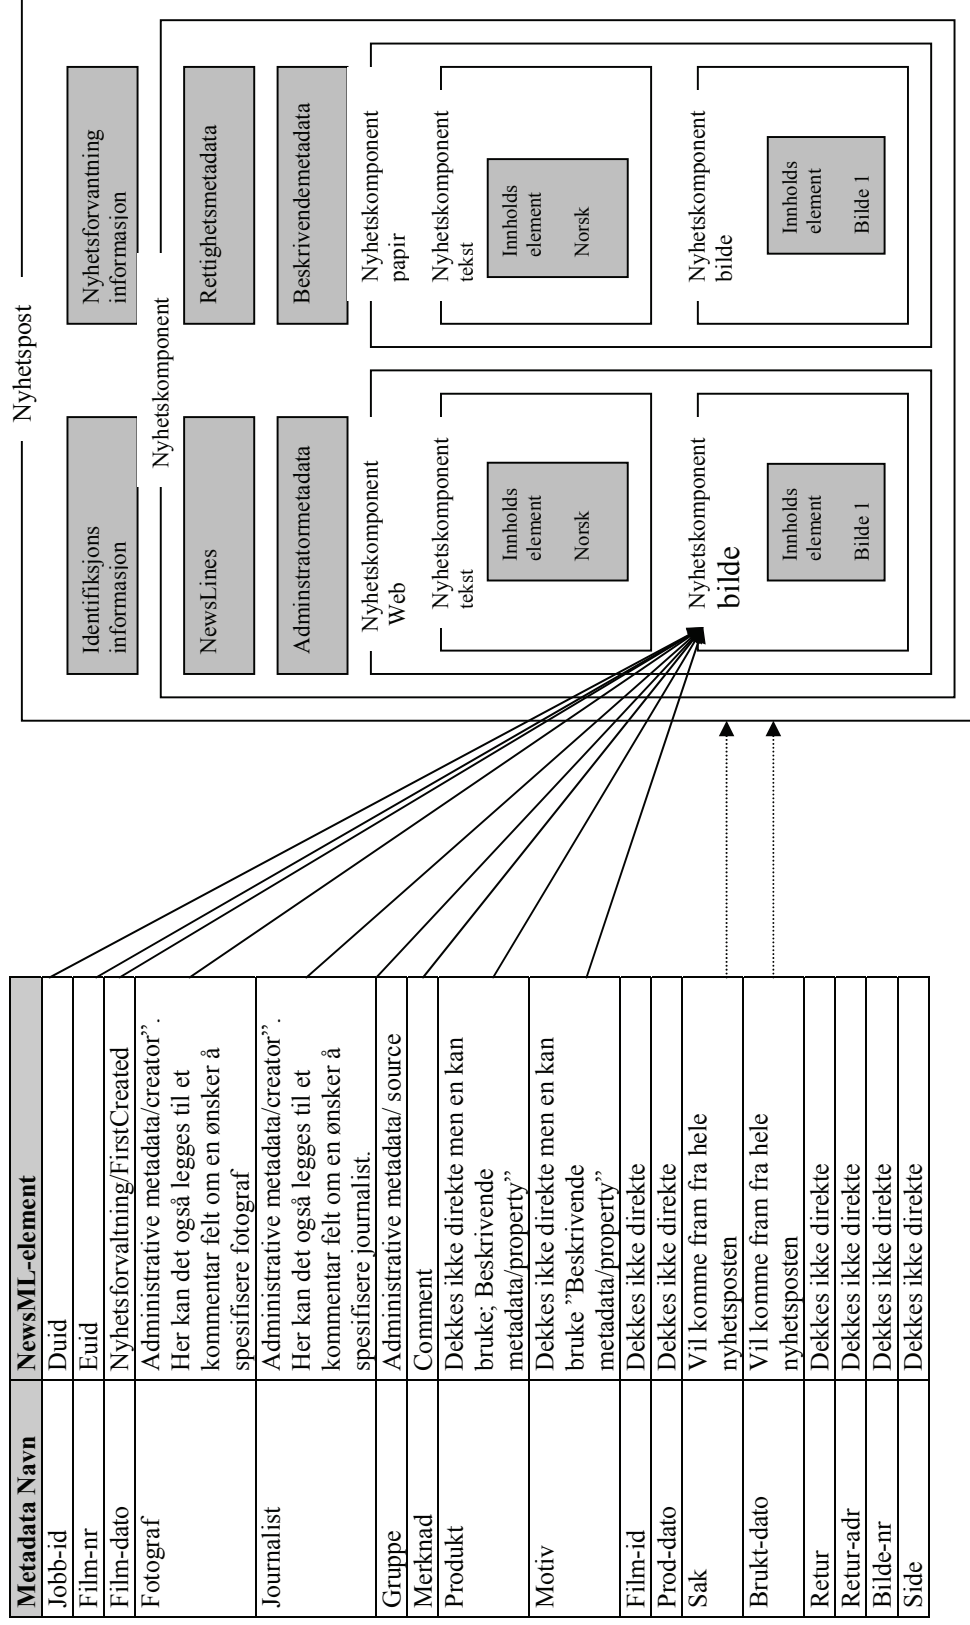 Metadata Navn NewsML-element
Jobb-id Duid
Film-nr Euid
Film-dato Nyhetsforvaltning/FirstCreated
Fotograf Administrative metadata/creator”.
Her kan det også legges til et
kommentar felt om en ønsker å
spesifisere fotograf
Journalist Administrative metadata/creator”.
Her kan det også legges til et
kommentar felt om en ønsker å
spesifisere journalist.
Gruppe Administrative metadata/ source
Merknad Comment
Produkt Dekkes ikke direkte men en kan
bruke; Beskrivende
metadata/property”
Motiv Dekkes ikke direkte men en kan
bruke ”Beskrivende
metadata/property”
Film-id Dekkes ikke direkte
Prod-dato Dekkes ikke direkte
Sak Vil komme fram fra hele
nyhetsposten
Brukt-dato Vil komme fram fra hele
nyhetsposten
Retur Dekkes ikke direkte
Retur-adr Dekkes ikke direkte
Bilde-nr Dekkes ikke direkte
Side Dekkes ikke direkte
Nyhetspost
Identifiksjons
informasjon
Nyhetsforvantning
informasjon
Nyhetskomponent
NewsLines
Rettighetsmetadata
Adminstratormetadata
Beskrivendemetadata
Nyhetskomponent
Web
Nyhetskomponent
tekst
Innholds
element
Norsk
Nyhetskomponent
bilde
Innholds
element
Bilde 1
Nyhetskomponent
papir
Nyhetskomponent
tekst
Innholds
element
Norsk
Nyhetskomponent
bilde
Innholds
element
Bilde 1